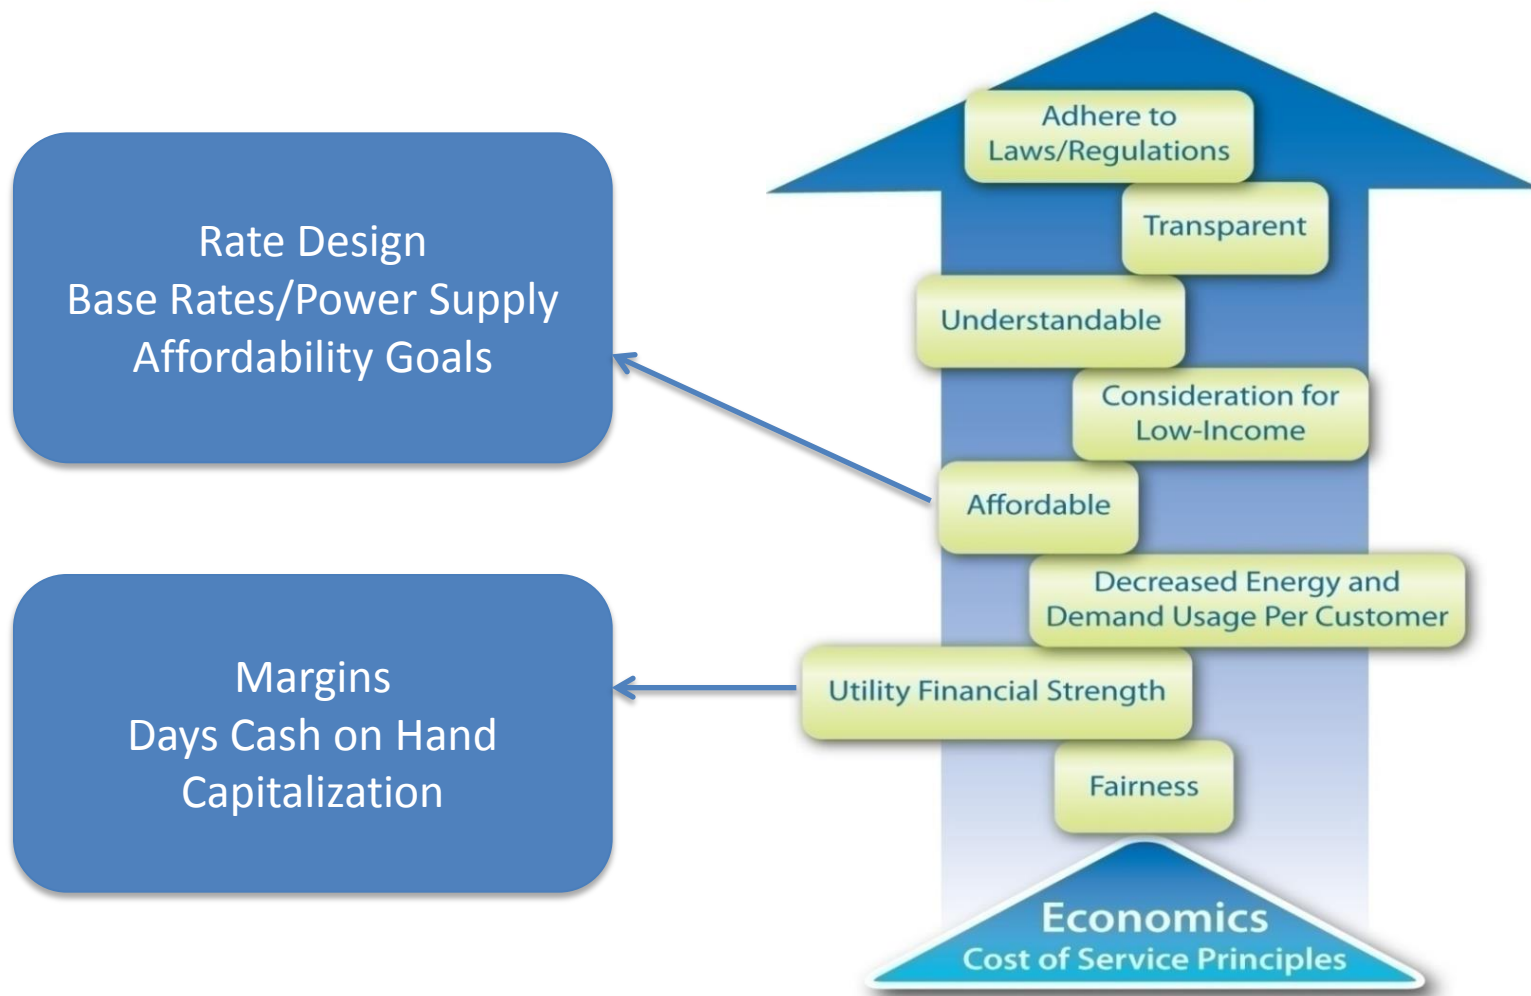 Rate Design
Base Rates/Power Supply
Affordability Goals
Margins
Days Cash on Hand
Capitalization
Adhere to
Laws/Regulations
Transparent
Understandable
Consideration for
Low-Income
Affordable
Decreased Energy and
Demand Usage Per Customer
Utility Financial Strength
Fairness
Economics
Cost of Service Principles